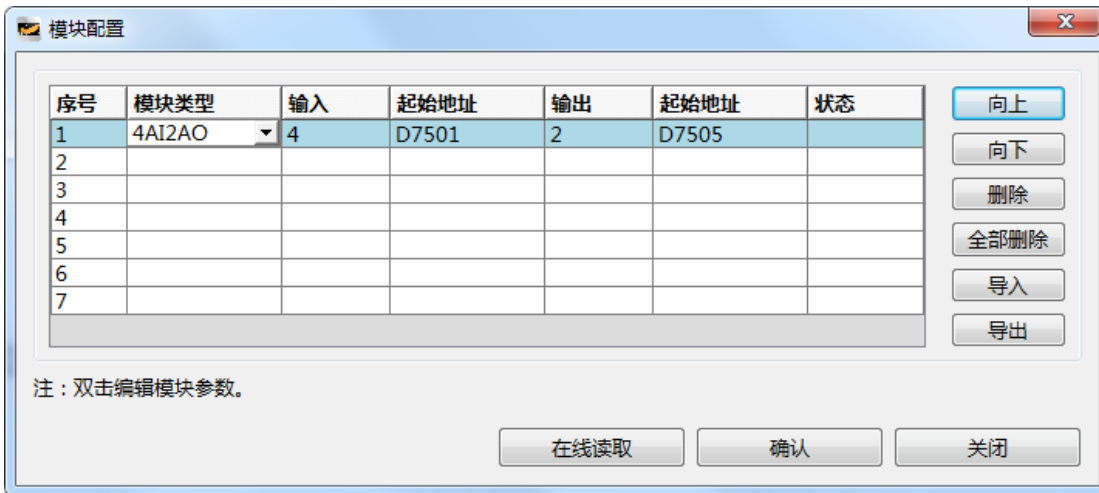 模块配置
序号 模块类型 输入 起始地址 输出 起始地址 状态
1 4AI2AO 4 D7501 2 D7505
2
3
4
5
6
7
向上
向下
删除
全部删除
导入
导出
注：双击编辑模块参数。
在线读取 确认 关闭